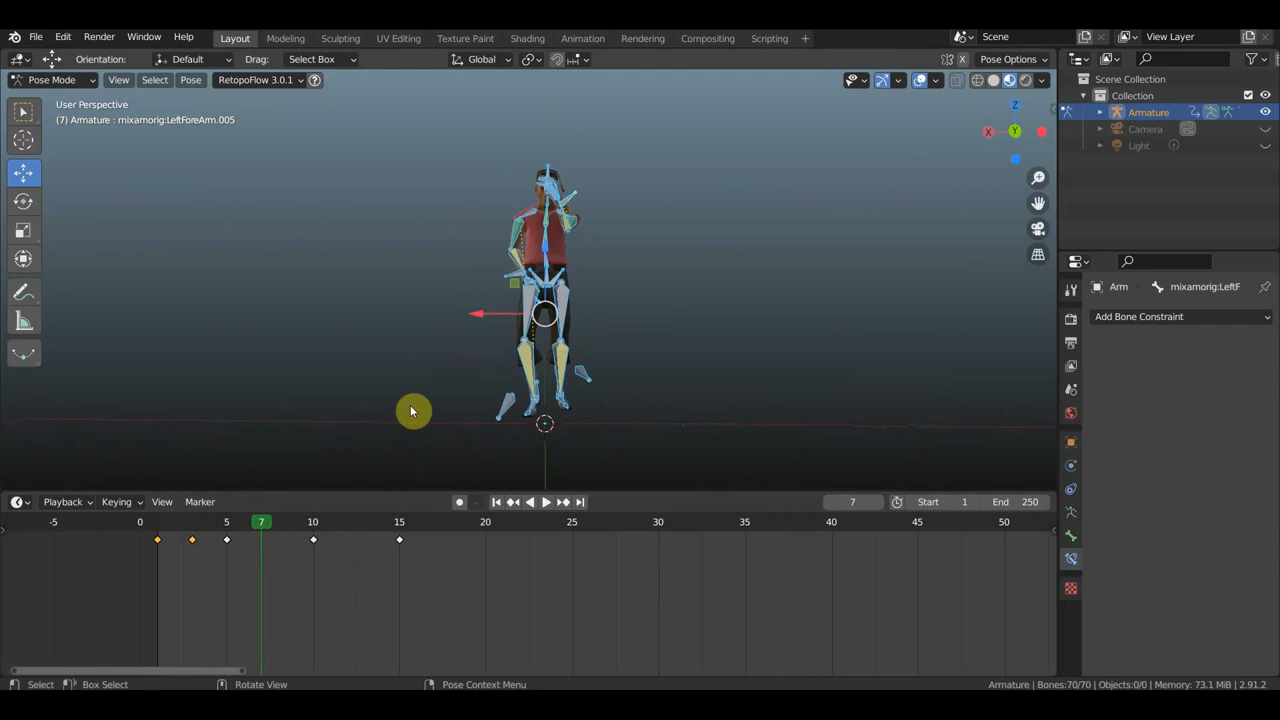 File Edit Render Window Help Layout Modeling Sculpting UV Editing Texture Paint Shading Animation Rendering Compositing Scripting + Scene View Layer
Orientation: Default Drag: Select Box Global X Pose Options
Pose Mode View Select Pose RetopoFlow 3.0.1 ?
Scene Collection
Collection
Armature
Camera
Light
User Perspective
(7) Armature : mixamorig:LeftForeArm.005
Z
X Y
Arm mixamorig:LeftF
Add Bone Constraint
Playback Keying View Marker 7 Start 1 End 250
-5 0 5 7 10 15 20 25 30 35 40 45 50
Select Box Select Rotate View Pose Context Menu Armature | Bones:70/70 | Objects:0/0 | Memory: 73.1 MiB | 2.91.2